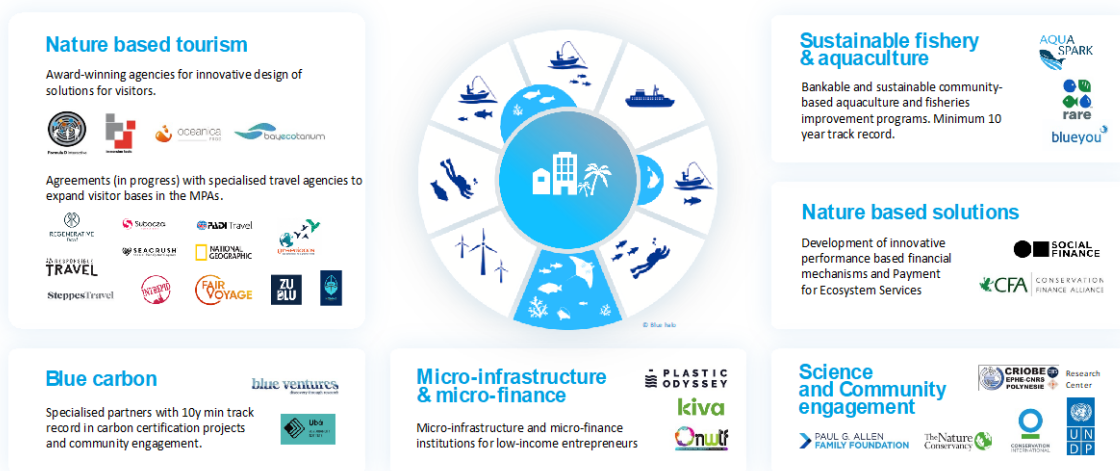 Nature based tourism
Award-winning agencies for innovative design of
solutions for visitors.
Formula D Interactive
oceanica
bayecotarium
Agreements (in progress) with specialised travel agencies to
expand visitor bases in the MPAs.
REGENERATIVE
Subocea
PADI Travel
SEACRUSH
NATIONAL
GEOGRAPHIC
RESPONSIBLE
TRAVEL
SteppesTravel
INTREPID
FAIR
VOYAGE
ZU
BLU
© Blue halo
Sustainable fishery
& aquaculture
Bankable and sustainable community-
based aquaculture and fisheries
improvement programs. Minimum 10
year track record.
AQUA
SPARK
rare
blueyou
Nature based solutions
Development of innovative
performance based financial
mechanisms and Payment
for Ecosystem Services
SOCIAL
FINANCE
CFA
CONSERVATION
FINANCE ALLIANCE
Blue carbon
Specialised partners with 10y min track
record in carbon certification projects
and community engagement.
blue ventures
Micro-infrastructure
& micro-finance
Micro-infrastructure and micro-finance
institutions for low-income entrepreneurs
PLASTIC
ODYSSEY
kiva
Science
and Community
engagement
CRIOBE
EPHE-CNRS
POLYNESIE
Research
Center
PAUL G. ALLEN
FAMILY FOUNDATION
The Nature
Conservancy
CONSERVATION
INTERNATIONAL
U N
D P